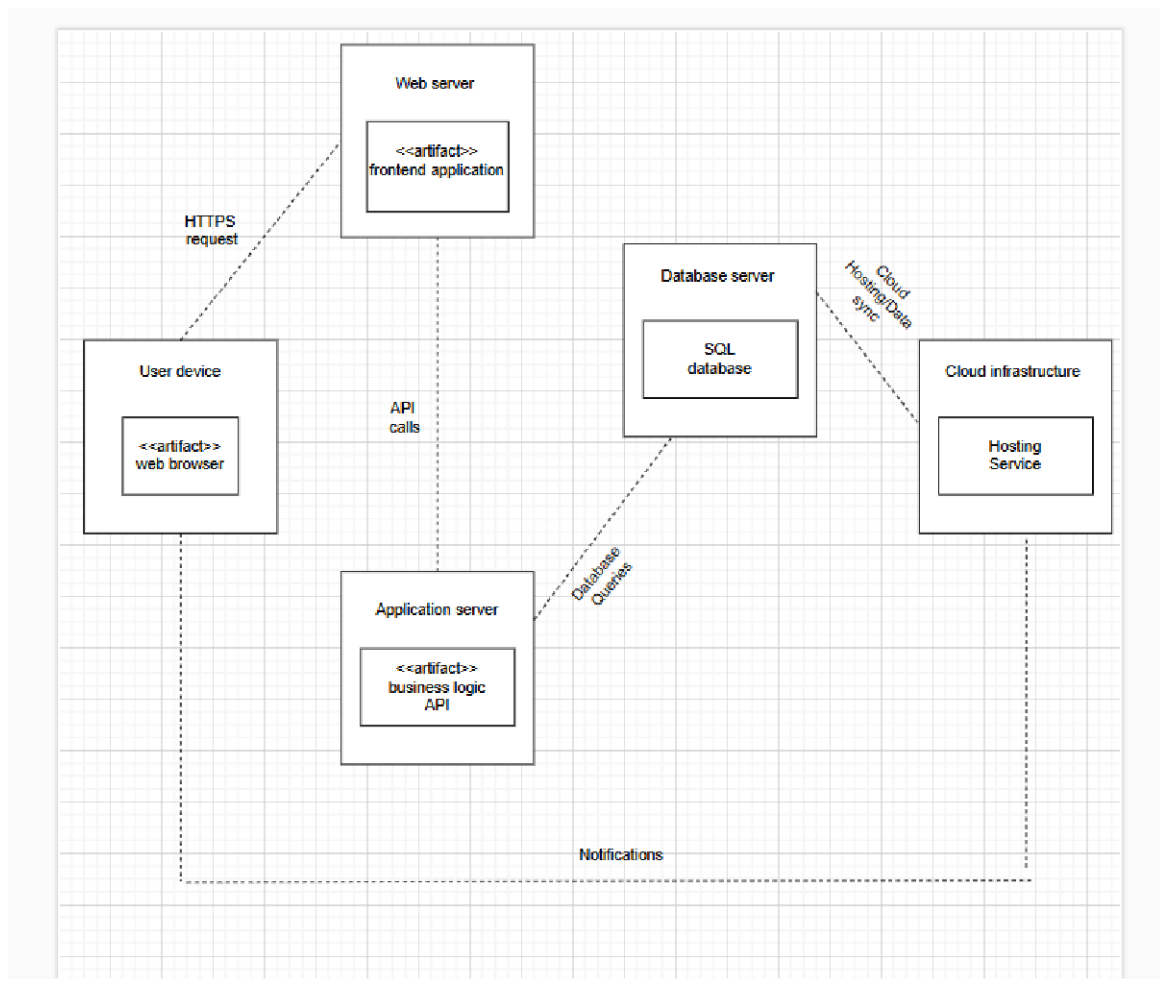 Web server
<<artifact>>
frontend application
HTTPS
request
Database server
SQL
database
Cloud
Hosting/Data
sync
User device
<<artifact>>
web browser
API
calls
Cloud infrastructure
Hosting
Service
Database
Queries
Application server
<<artifact>>
business logic
API
Notifications